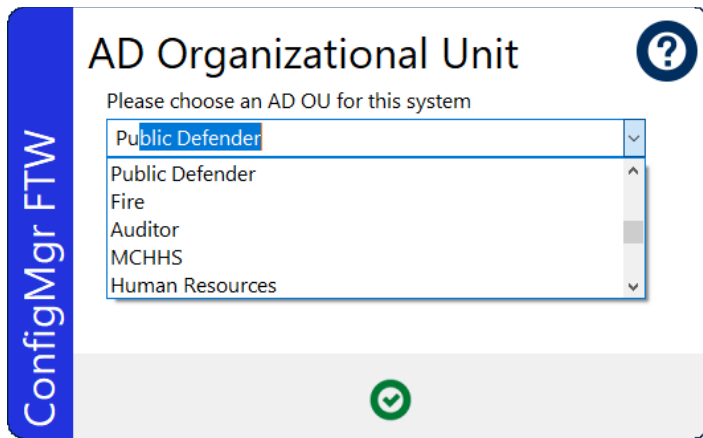 ConfigMgr FTW
AD Organizational Unit
?
Please choose an AD OU for this system
Public Defender
Public Defender
Fire
Auditor
MCHHS
Human Resources